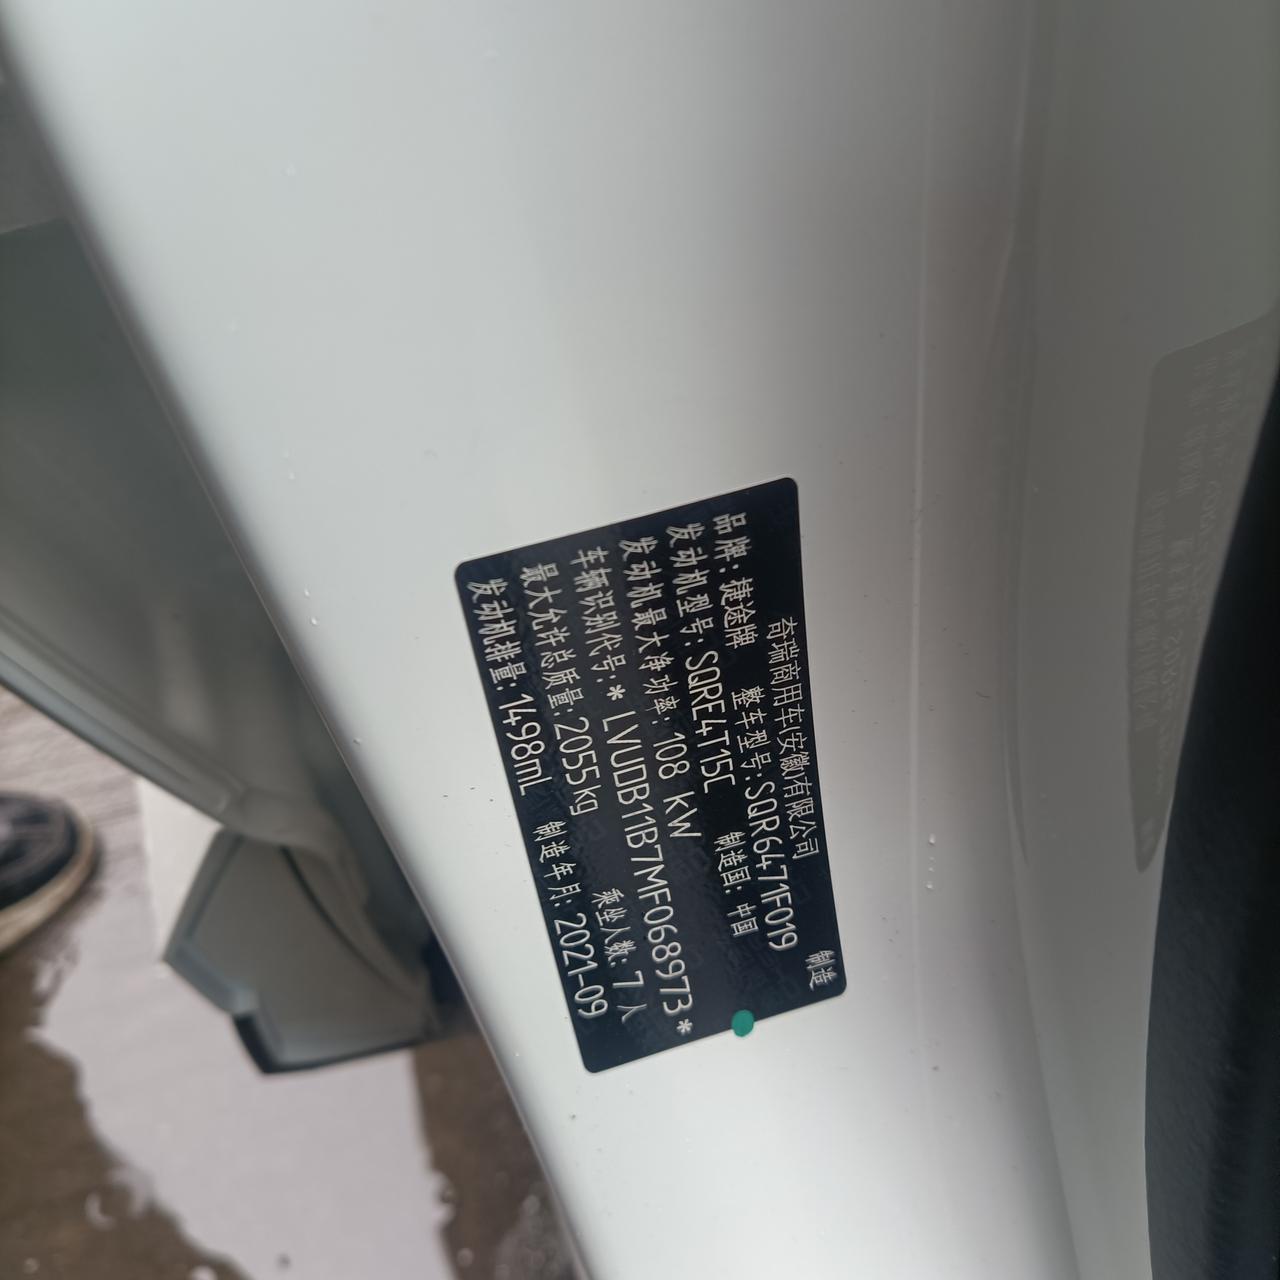 奇瑞商用车(安徽)有限公司 制造
品牌: 捷途牌 整车型号:SQR6471F019
发动机型号:SQRE4T15C 制造国: 中国
发动机最大净功率: 108 kW
车辆识别代号:* LVUDB11B7MF068973 *
最大允许总质量:2055kg 乘坐人数: 7 人
发动机排量: 1498mL 制造年月: 2021-09